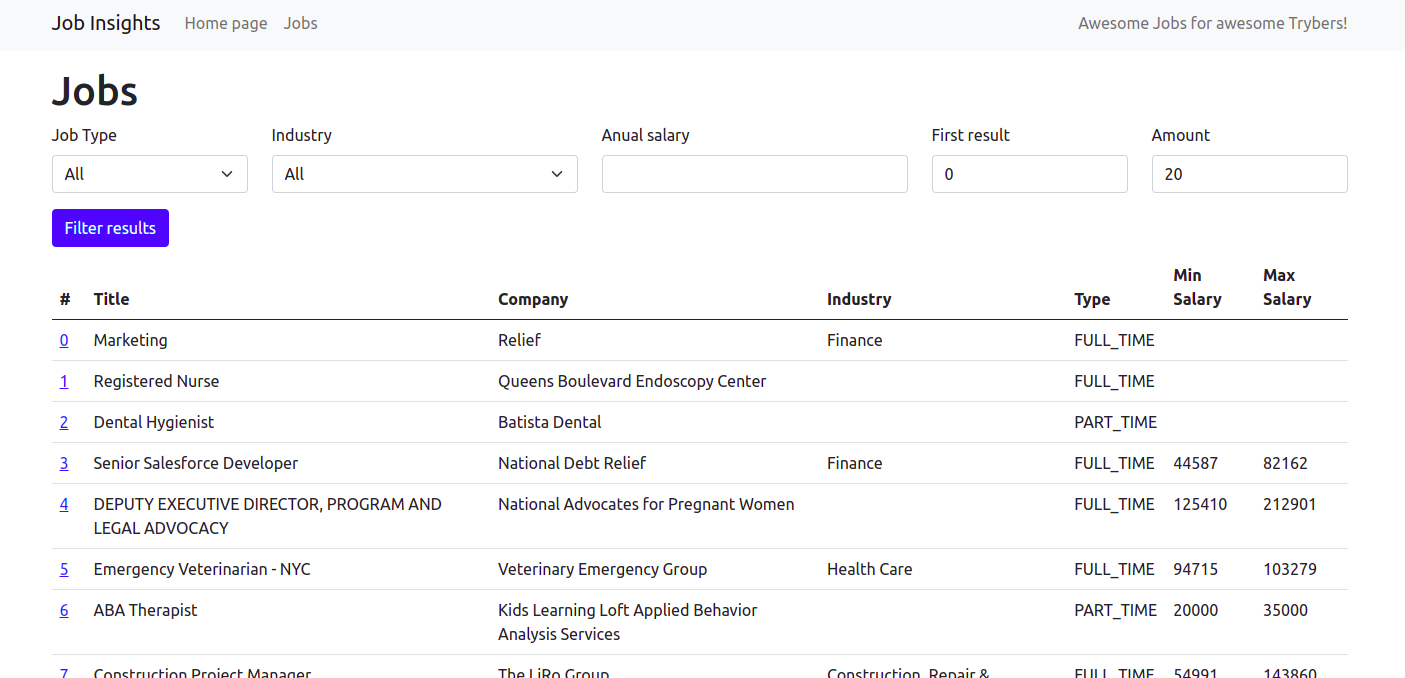 Job Insights Home page Jobs Awesome Jobs for awesome Trybers!
Jobs
Job Type Industry Anual salary First result Amount
All All 0 20
Filter results
# Title Company Industry Type Min Salary Max Salary
0 Marketing Relief Finance FULL_TIME
1 Registered Nurse Queens Boulevard Endoscopy Center FULL_TIME
2 Dental Hygienist Batista Dental PART_TIME
3 Senior Salesforce Developer National Debt Relief Finance FULL_TIME 44587 82162
4 DEPUTY EXECUTIVE DIRECTOR, PROGRAM AND National Advocates for Pregnant Women FULL_TIME 125410 212901
LEGAL ADVOCACY
5 Emergency Veterinarian - NYC Veterinary Emergency Group Health Care FULL_TIME 94715 103279
6 ABA Therapist Kids Learning Loft Applied Behavior PART_TIME 20000 35000
Analysis Services
7 Construction Project Manager The LiRo Group Construction, Repair & FULL_TIME 54991 143860